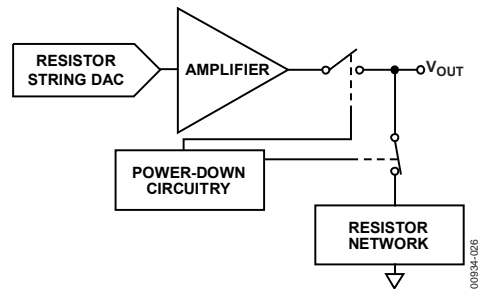 RESISTOR
STRING DAC
AMPLIFIER
VOUT
POWER-DOWN
CIRCUITRY
RESISTOR
NETWORK
00934-026